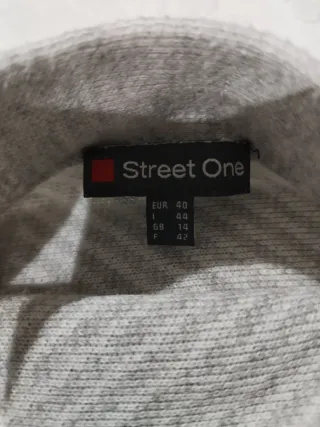 Street One
EUR 40
I 44
GB 14
F 42